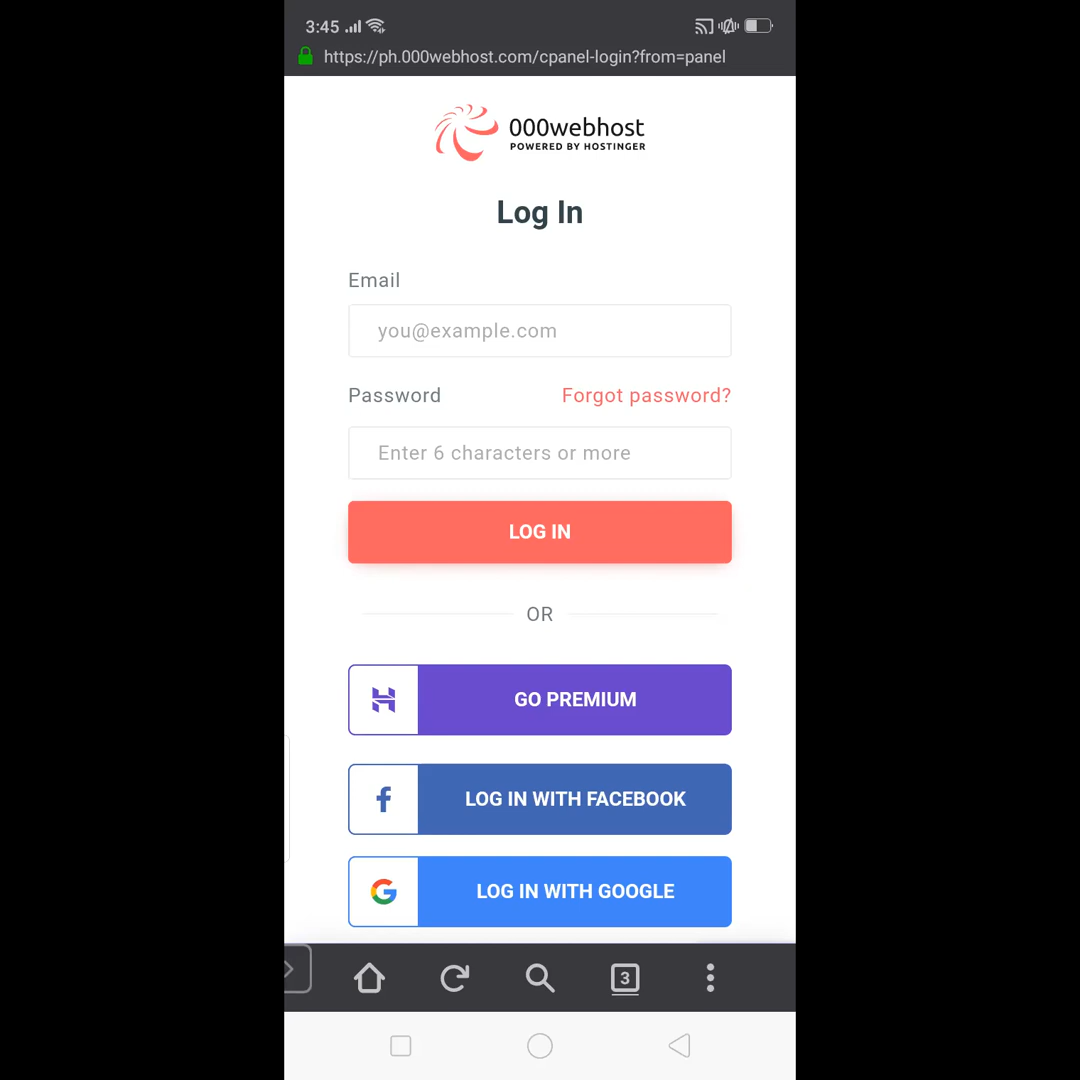 3:45
https://ph.000webhost.com/cpanel-login?from=panel
000webhost
POWERED BY HOSTINGER
Log In
Email
you@example.com
Password Forgot password?
Enter 6 characters or more
LOG IN
OR
GO PREMIUM
LOG IN WITH FACEBOOK
LOG IN WITH GOOGLE
3